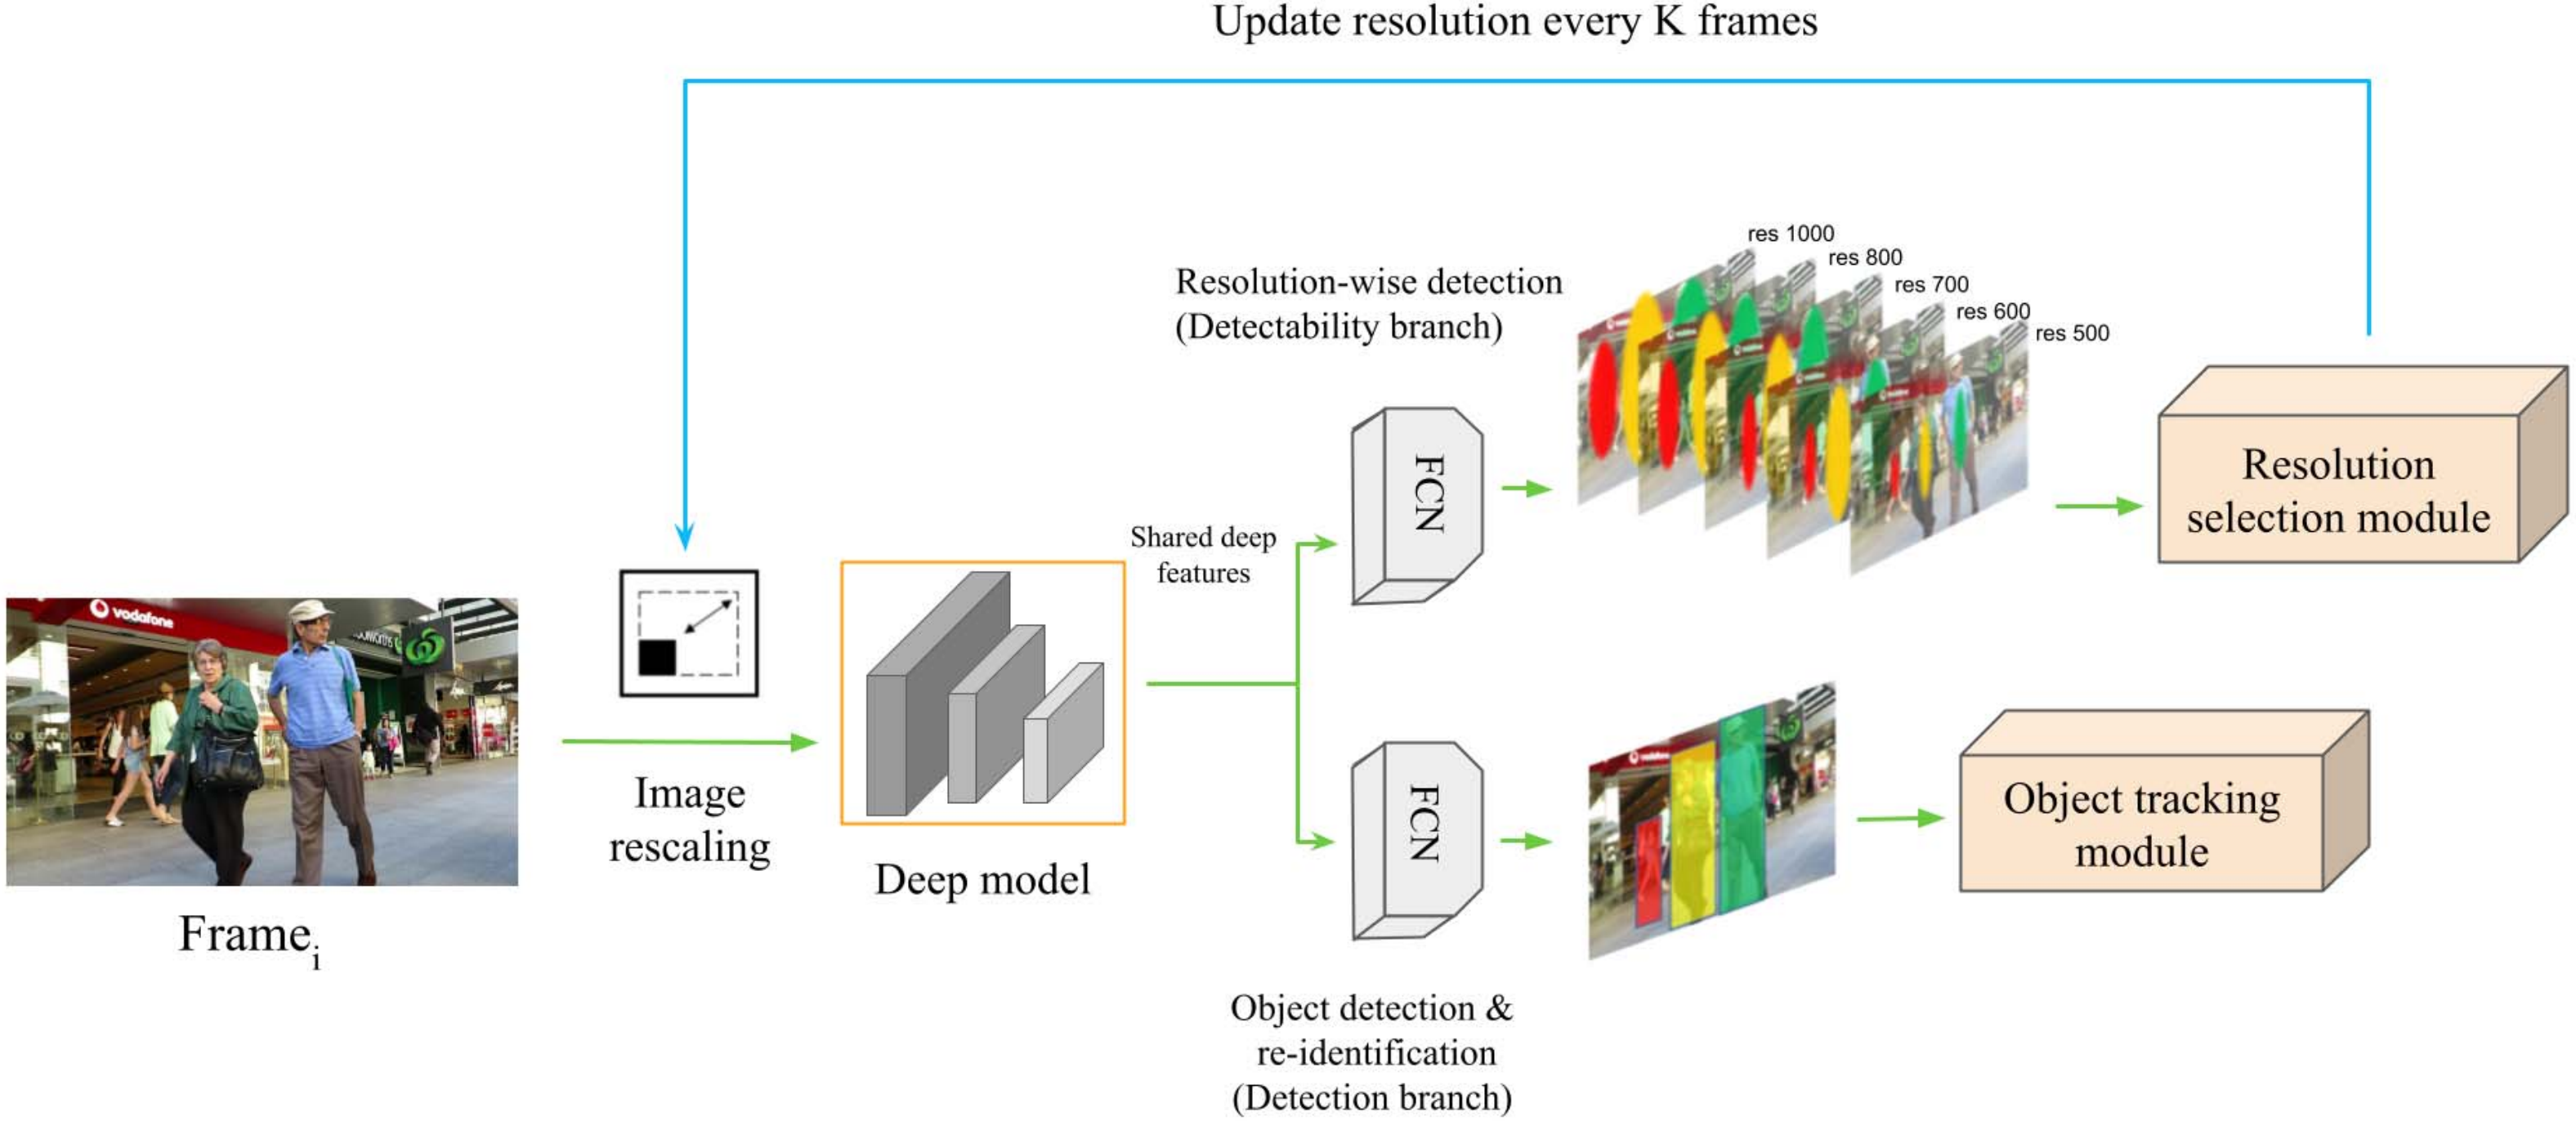 Update resolution every K frames
res 1000
res 800
res 700
res 600
res 500
Resolution-wise detection
(Detectability branch)
FCN
Resolution
selection module
Shared deep
features
vodafone
Image
rescaling
Deep model
Frame i
FCN
Object tracking
module
Object detection &
re-identification
(Detection branch)